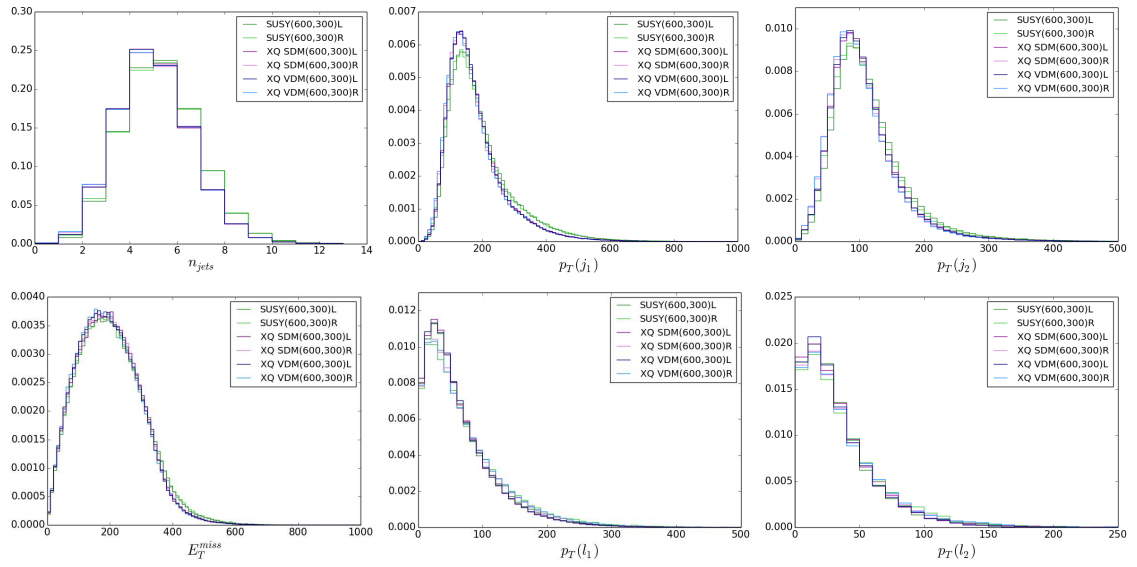 0.30
0.25
0.20
0.15
0.10
0.05
0.00
0 2 4 6 8 10 12 14
n_jets
SUSY(600,300)L
SUSY(600,300)R
XQ SDM(600,300)L
XQ SDM(600,300)R
XQ VDM(600,300)L
XQ VDM(600,300)R
0.007
0.006
0.005
0.004
0.003
0.002
0.001
0.000
0 200 400 600 800 1000
p_T(j_1)
SUSY(600,300)L
SUSY(600,300)R
XQ SDM(600,300)L
XQ SDM(600,300)R
XQ VDM(600,300)L
XQ VDM(600,300)R
0.010
0.008
0.006
0.004
0.002
0.000
0 100 200 300 400 500
p_T(j_2)
SUSY(600,300)L
SUSY(600,300)R
XQ SDM(600,300)L
XQ SDM(600,300)R
XQ VDM(600,300)L
XQ VDM(600,300)R
0.0040
0.0035
0.0030
0.0025
0.0020
0.0015
0.0010
0.0005
0.0000
0 200 400 600 800 1000
E_T^miss
SUSY(600,300)L
SUSY(600,300)R
XQ SDM(600,300)L
XQ SDM(600,300)R
XQ VDM(600,300)L
XQ VDM(600,300)R
0.012
0.010
0.008
0.006
0.004
0.002
0.000
0 100 200 300 400 500
p_T(l_1)
SUSY(600,300)L
SUSY(600,300)R
XQ SDM(600,300)L
XQ SDM(600,300)R
XQ VDM(600,300)L
XQ VDM(600,300)R
0.025
0.020
0.015
0.010
0.005
0.000
0 50 100 150 200 250
p_T(l_2)
SUSY(600,300)L
SUSY(600,300)R
XQ SDM(600,300)L
XQ SDM(600,300)R
XQ VDM(600,300)L
XQ VDM(600,300)R